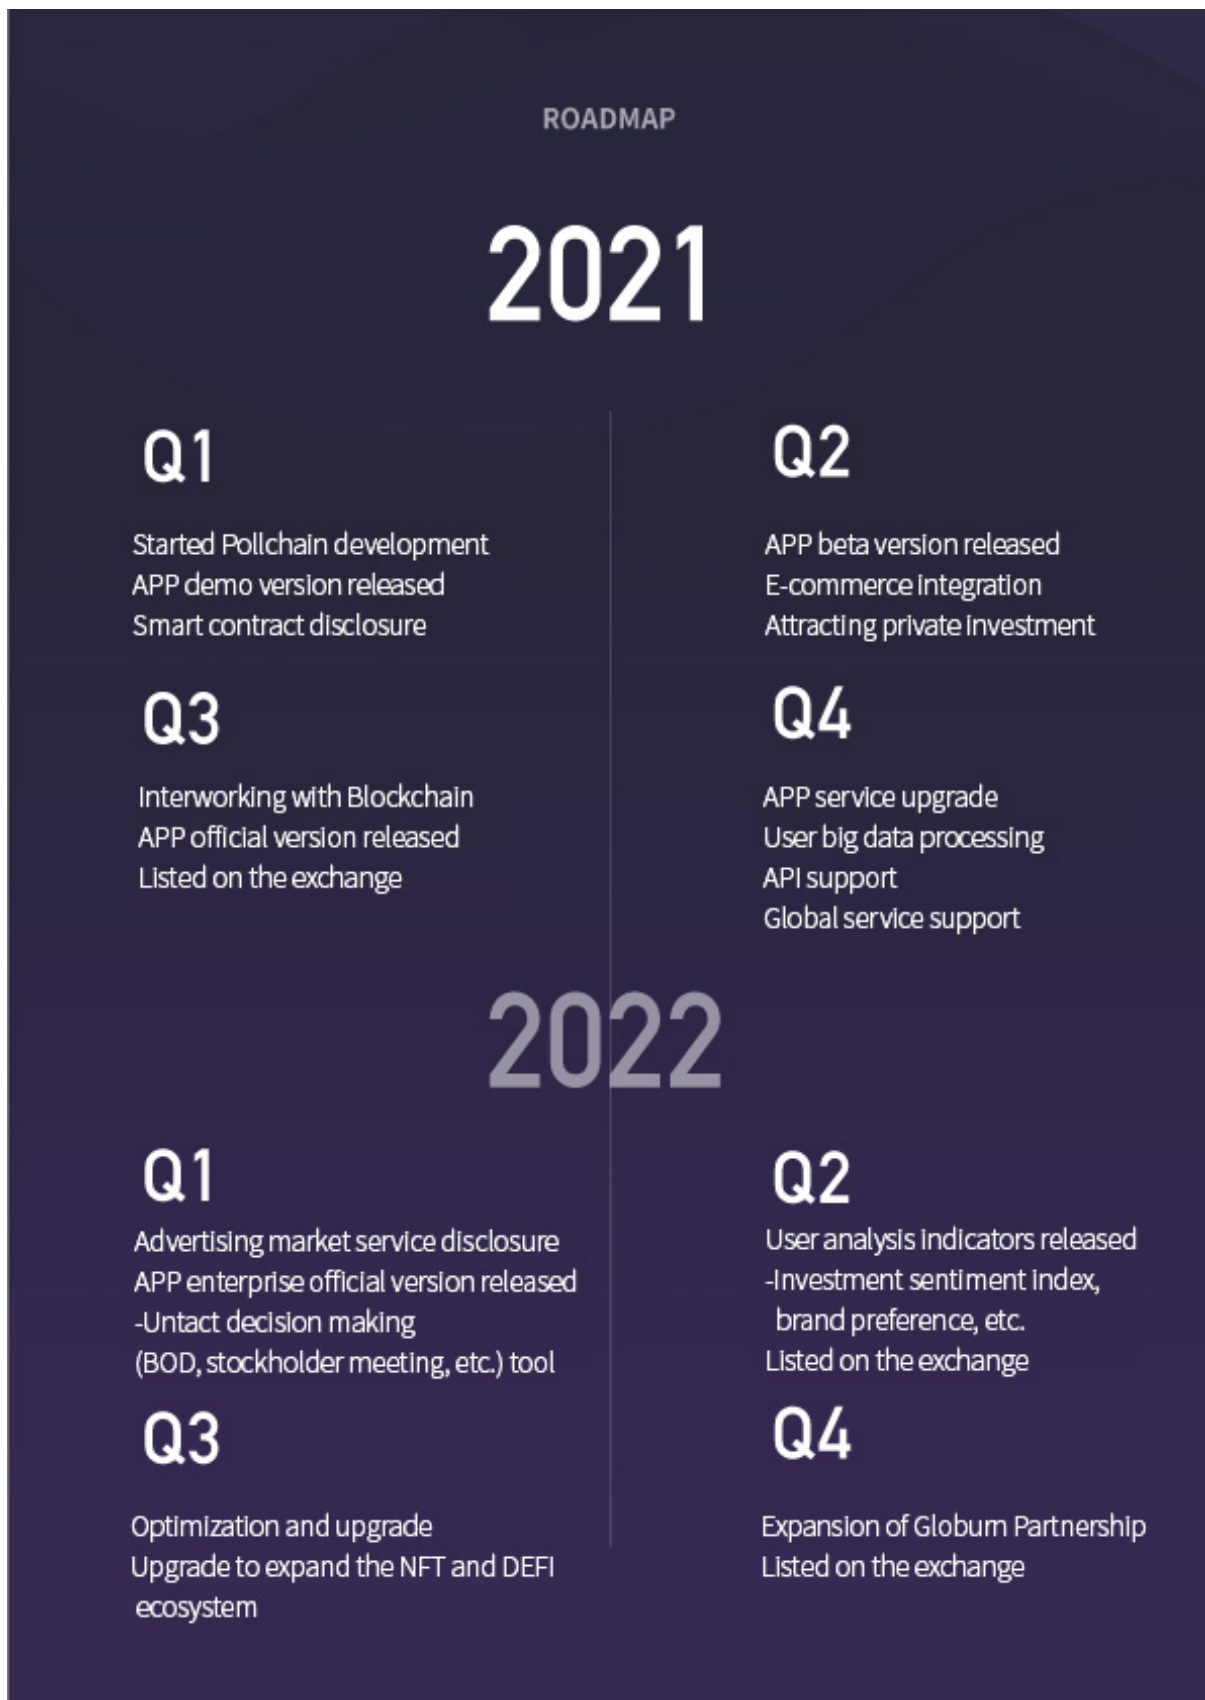 ROADMAP
2021
Q1
Started Pollchain development
APP demo version released
Smart contract disclosure
Q2
APP beta version released
E-commerce integration
Attracting private investment
Q3
Interworking with Blockchain
APP official version released
Listed on the exchange
Q4
APP service upgrade
User big data processing
API support
Global service support
2022
Q1
Advertising market service disclosure
APP enterprise official version released
-Untact decision making
(BOD, stockholder meeting, etc.) tool
Q2
User analysis indicators released
-Investment sentiment index,
brand preference, etc.
Listed on the exchange
Q3
Optimization and upgrade
Upgrade to expand the NFT and DEFI
ecosystem
Q4
Expansion of Globurn Partnership
Listed on the exchange